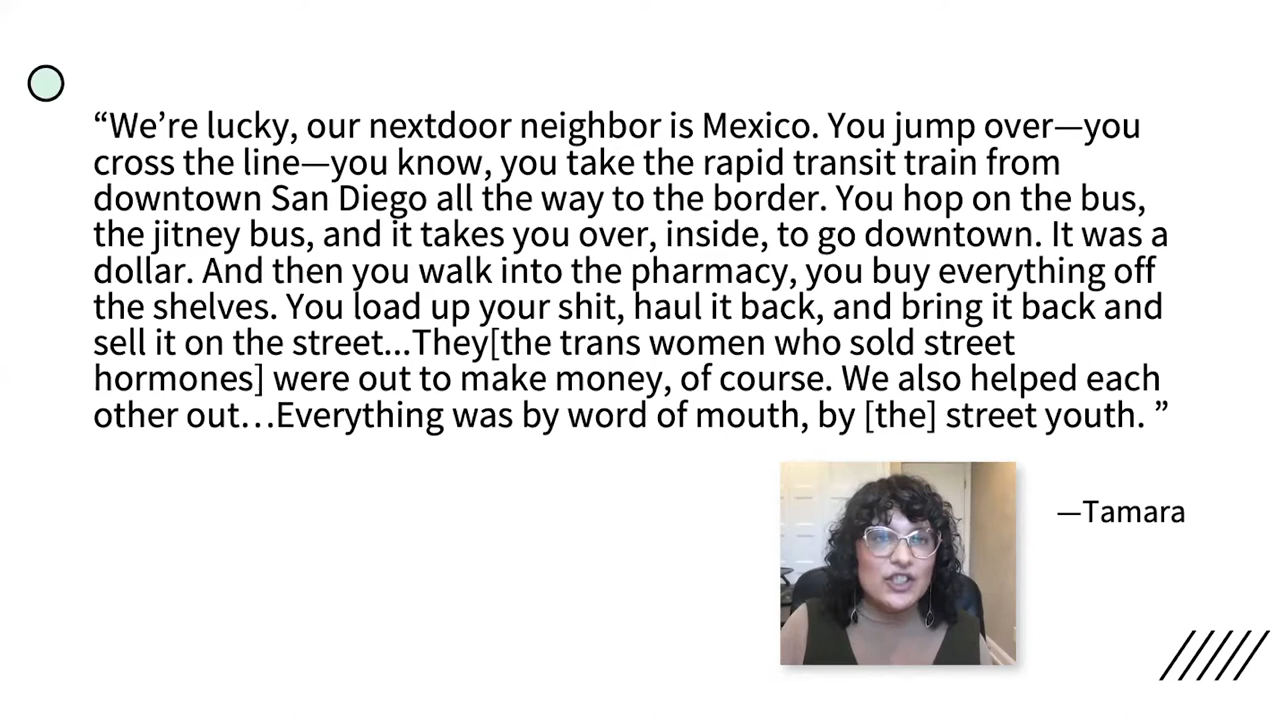 “We’re lucky, our nextdoor neighbor is Mexico. You jump over—you
cross the line—you know, you take the rapid transit train from
downtown San Diego all the way to the border. You hop on the bus,
the jitney bus, and it takes you over, inside, to go downtown. It was a
dollar. And then you walk into the pharmacy, you buy everything off
the shelves. You load up your shit, haul it back, and bring it back and
sell it on the street...They[the trans women who sold street
hormones] were out to make money, of course. We also helped each
other out…Everything was by word of mouth, by [the] street youth. ”
—Tamara